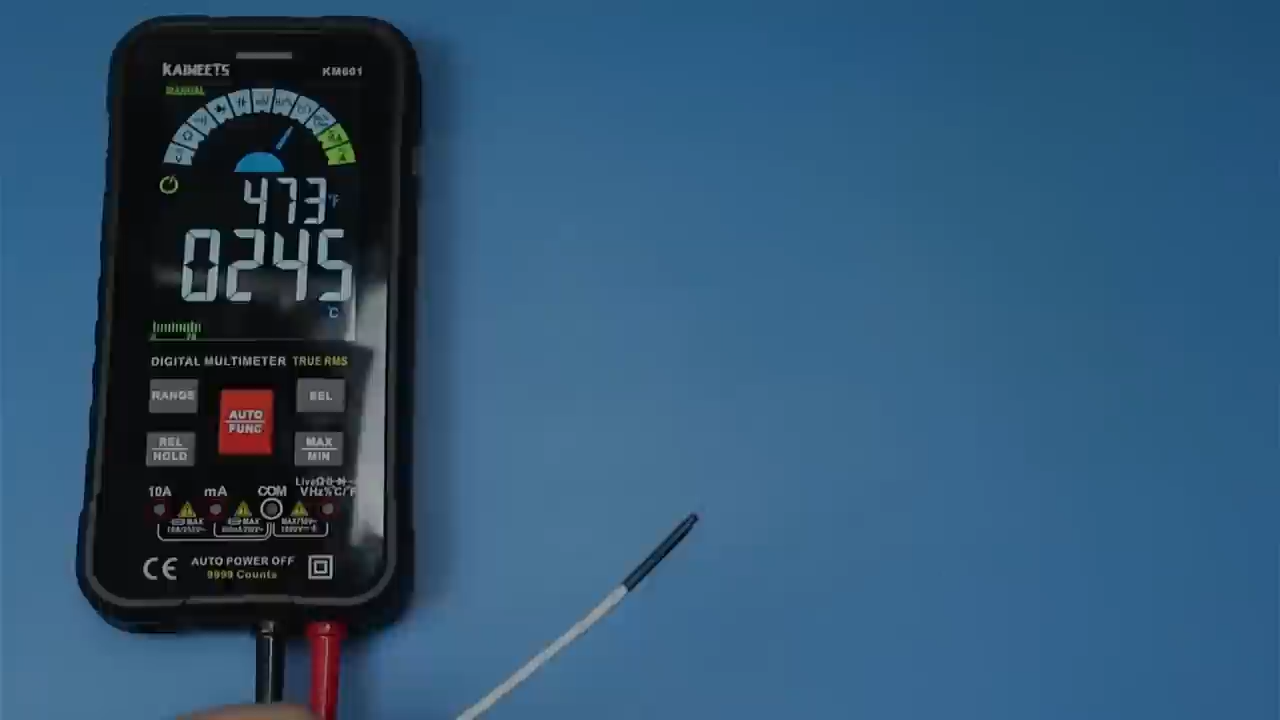 KAIWEETS
KM601
MANUAL
473 °F
0245
°C
DIGITAL MULTIMETER TRUE RMS
RANGE
AUTO
FUNC
SEL
REL
HOLD
MAX
MIN
10A mA COM
VHz%°C/°F
AUTO POWER OFF
9999 Counts
CE